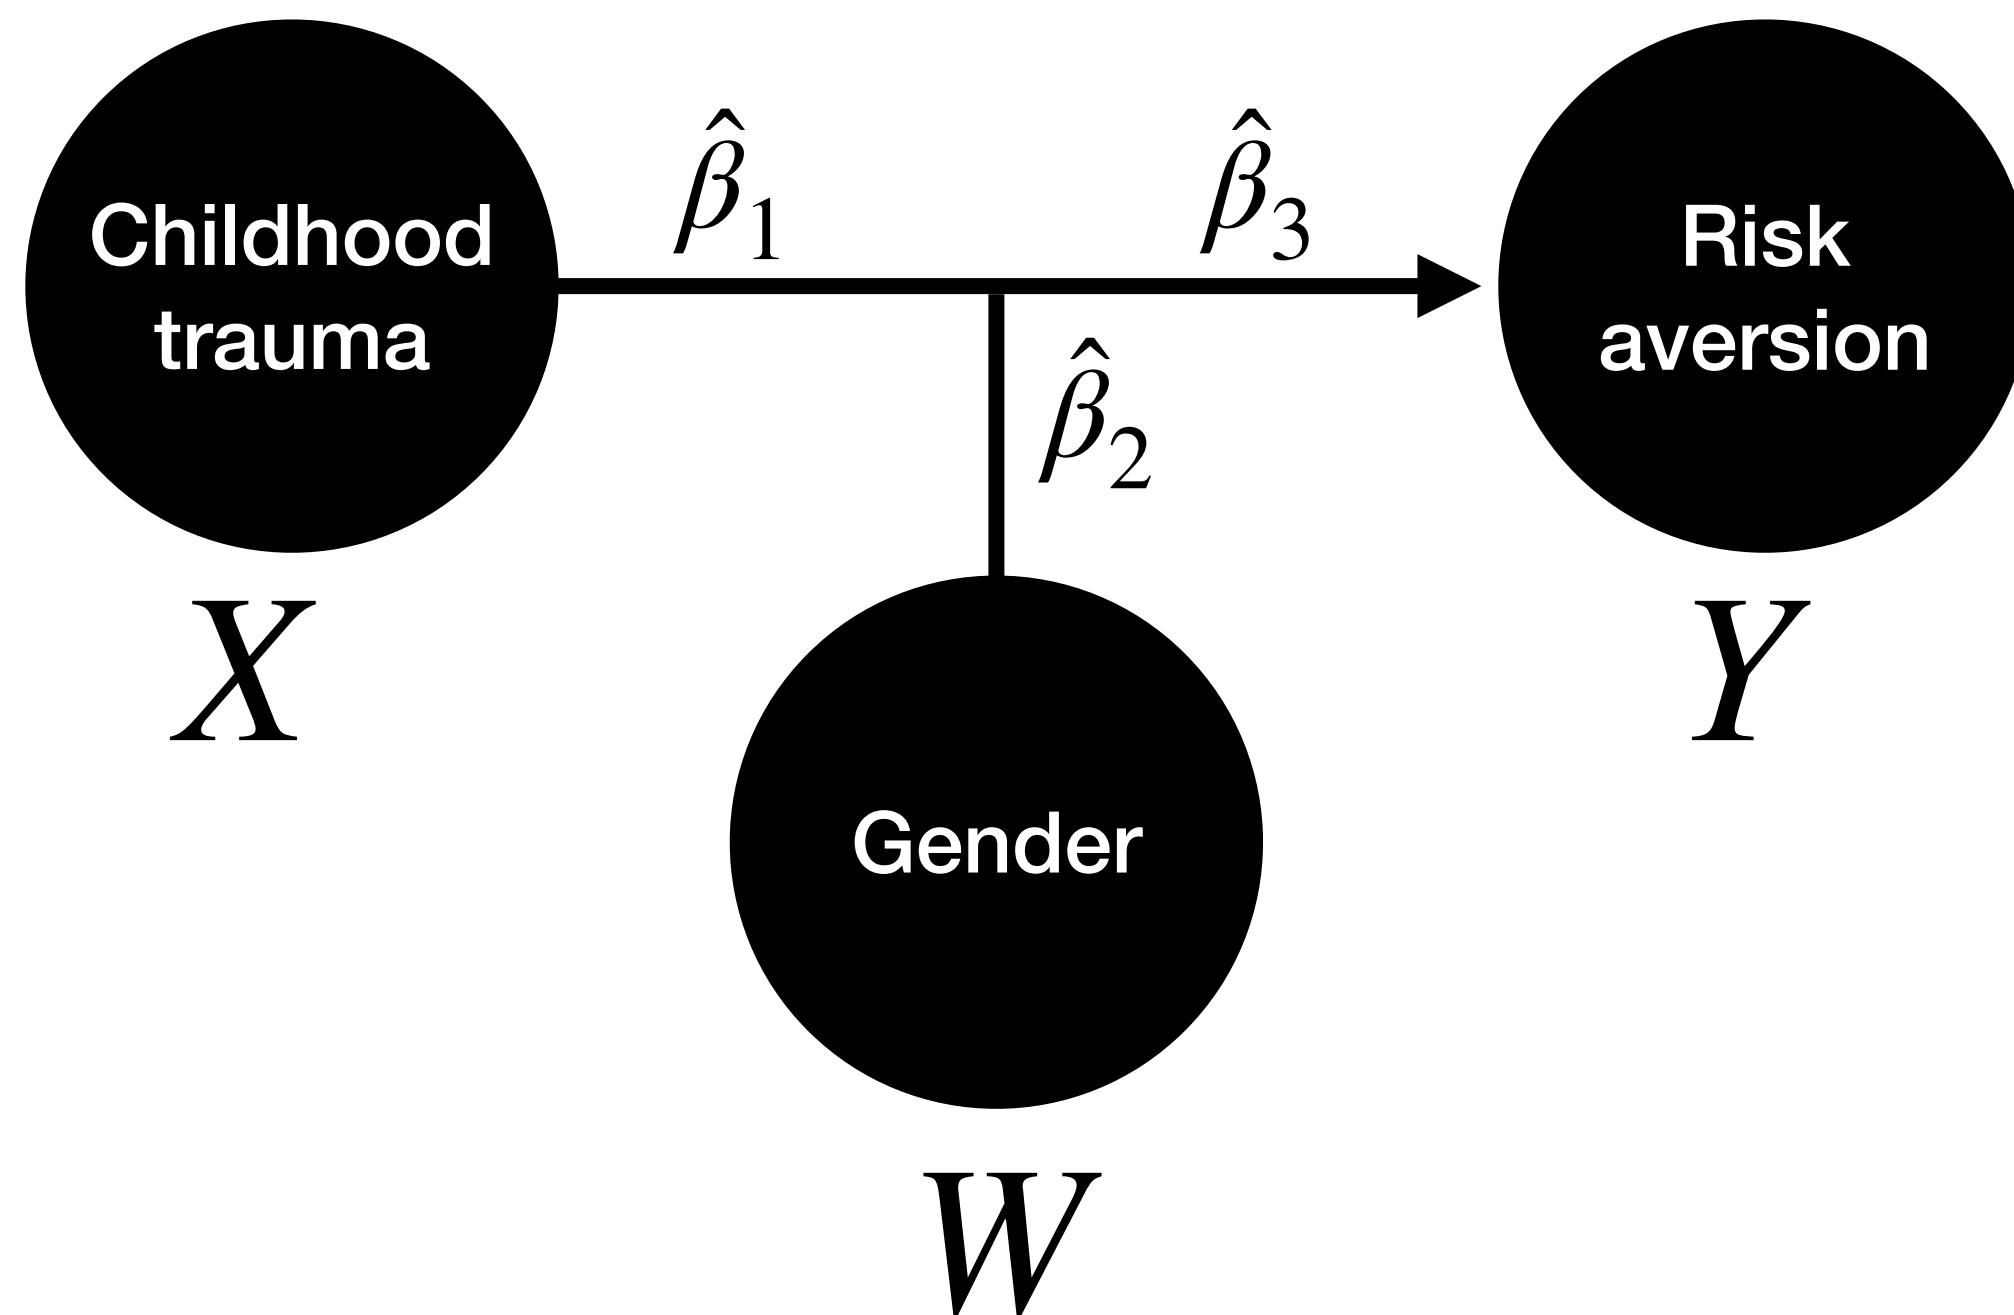 Childhood
trauma
β̂₁
β̂₃
Risk
aversion
β̂₂
X
Y
Gender
W